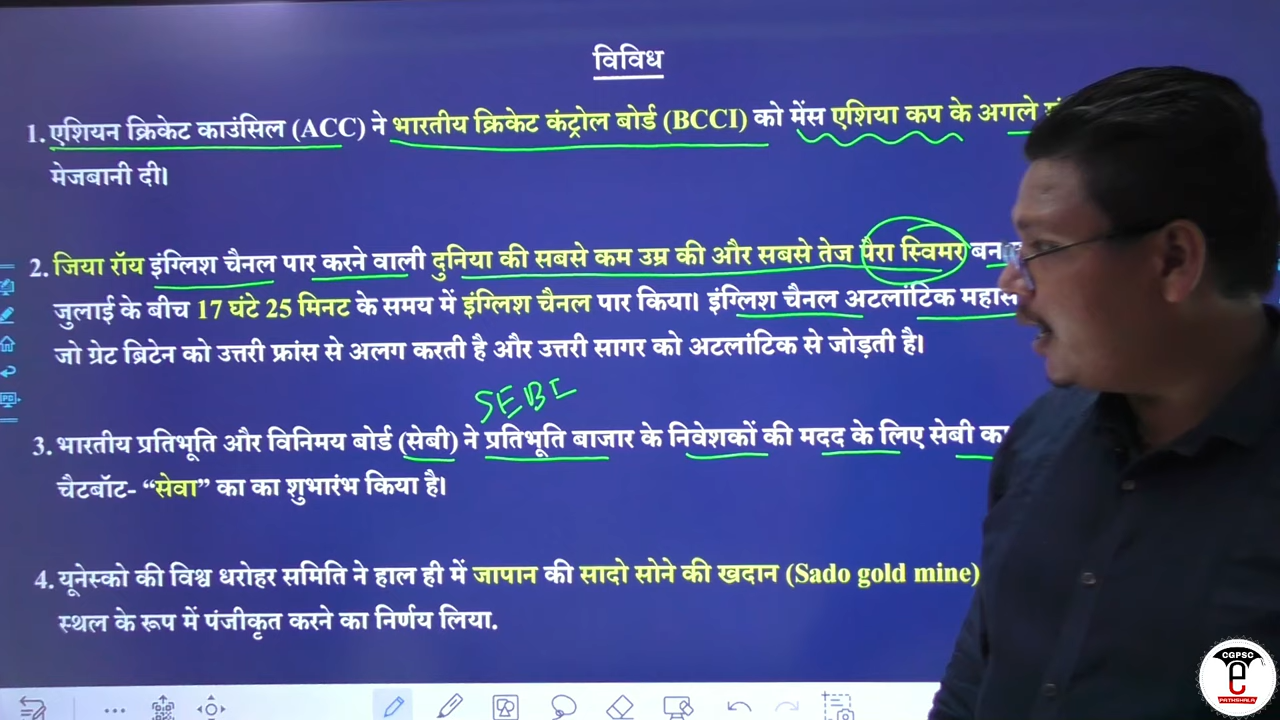 विविध
1. एशियन क्रिकेट काउंसिल (ACC) ने भारतीय क्रिकेट कंट्रोल बोर्ड (BCCI) को मेंस एशिया कप के अगले
मेजबानी दी।
2. जिया रॉय इंग्लिश चैनल पार करने वाली दुनिया की सबसे कम उम्र की और सबसे तेज पैरा स्विमर बन
जुलाई के बीच 17 घंटे 25 मिनट के समय में इंग्लिश चैनल पार किया। इंग्लिश चैनल अटलांटिक
जो ग्रेट ब्रिटेन को उत्तरी फ्रांस से अलग करती है और उत्तरी सागर को अटलांटिक से जोड़ती है।
SEBI
3. भारतीय प्रतिभूति और विनिमय बोर्ड (सेबी) ने प्रतिभूति बाजार के निवेशकों की मदद के लिए सेबी
चैटबॉट- “सेवा” का का शुभारंभ किया है।
4. यूनेस्को की विश्व धरोहर समिति ने हाल ही में जापान की सादो सोने की खदान (Sado gold mine)
स्थल के रूप में पंजीकृत करने का निर्णय लिया.
CGPSC
e
PATHSHALA